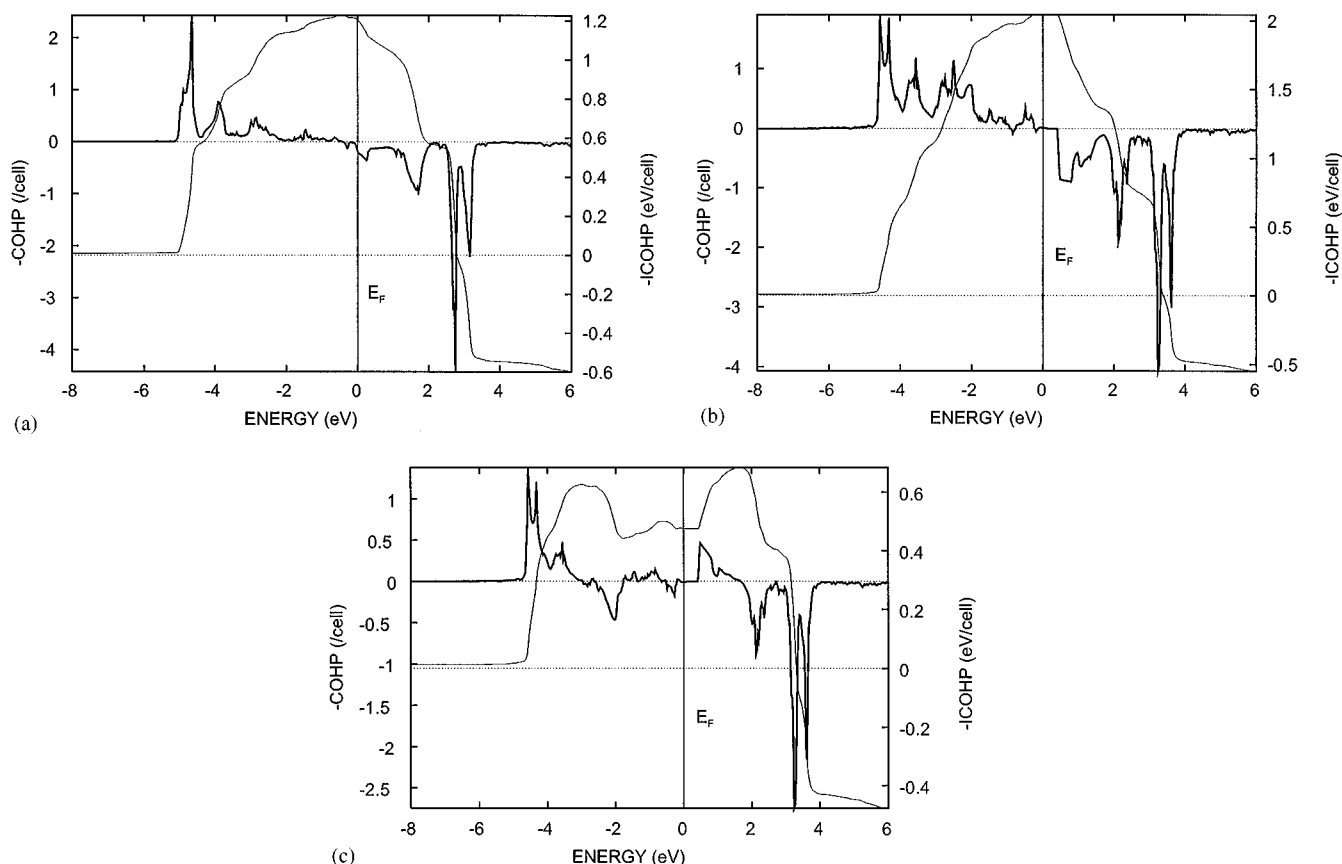 2
1
0
-1
-2
-3
-4
-COHP (/cell)
1.2
1
0.8
0.6
0.4
0.2
0
-0.2
-0.4
-0.6
-ICOHP (eV/cell)
E_F
-8 -6 -4 -2 0 2 4 6
ENERGY (eV)
(a)
1
0
-1
-2
-3
-4
-COHP (/cell)
2
1.5
1
0.5
0
-0.5
-ICOHP (eV/cell)
E_F
-8 -6 -4 -2 0 2 4 6
ENERGY (eV)
(b)
1
0.5
0
-0.5
-1
-1.5
-2
-2.5
-COHP (/cell)
0.6
0.4
0.2
0
-0.2
-0.4
-ICOHP (eV/cell)
E_F
-8 -6 -4 -2 0 2 4 6
ENERGY (eV)
(c)